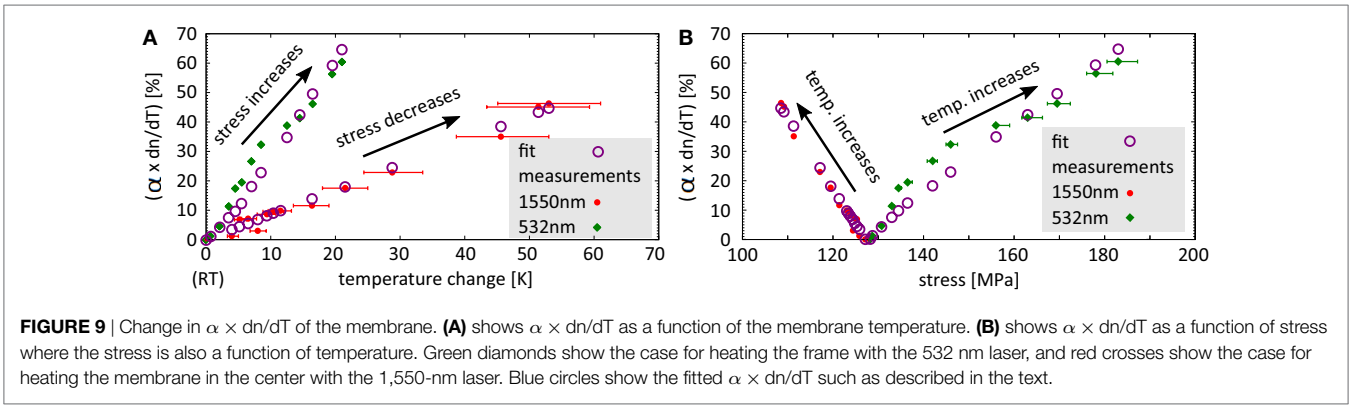 A
(α x dn/dT) [%]
70
60
50
40
30
20
10
0
stress increases
stress decreases
fit
measurements
1550nm
532nm
0 10 20 30 40 50 60 70
(RT) temperature change [K]
B
(α x dn/dT) [%]
70
60
50
40
30
20
10
0
temp. increases
temp. increases
fit
measurements
1550nm
532nm
100 120 140 160 180 200
stress [MPa]
FIGURE 9 | Change in α × dn/dT of the membrane. (A) shows α × dn/dT as a function of the membrane temperature. (B) shows α × dn/dT as a function of stress
where the stress is also a function of temperature. Green diamonds show the case for heating the frame with the 532 nm laser, and red crosses show the case for
heating the membrane in the center with the 1,550-nm laser. Blue circles show the fitted α × dn/dT such as described in the text.